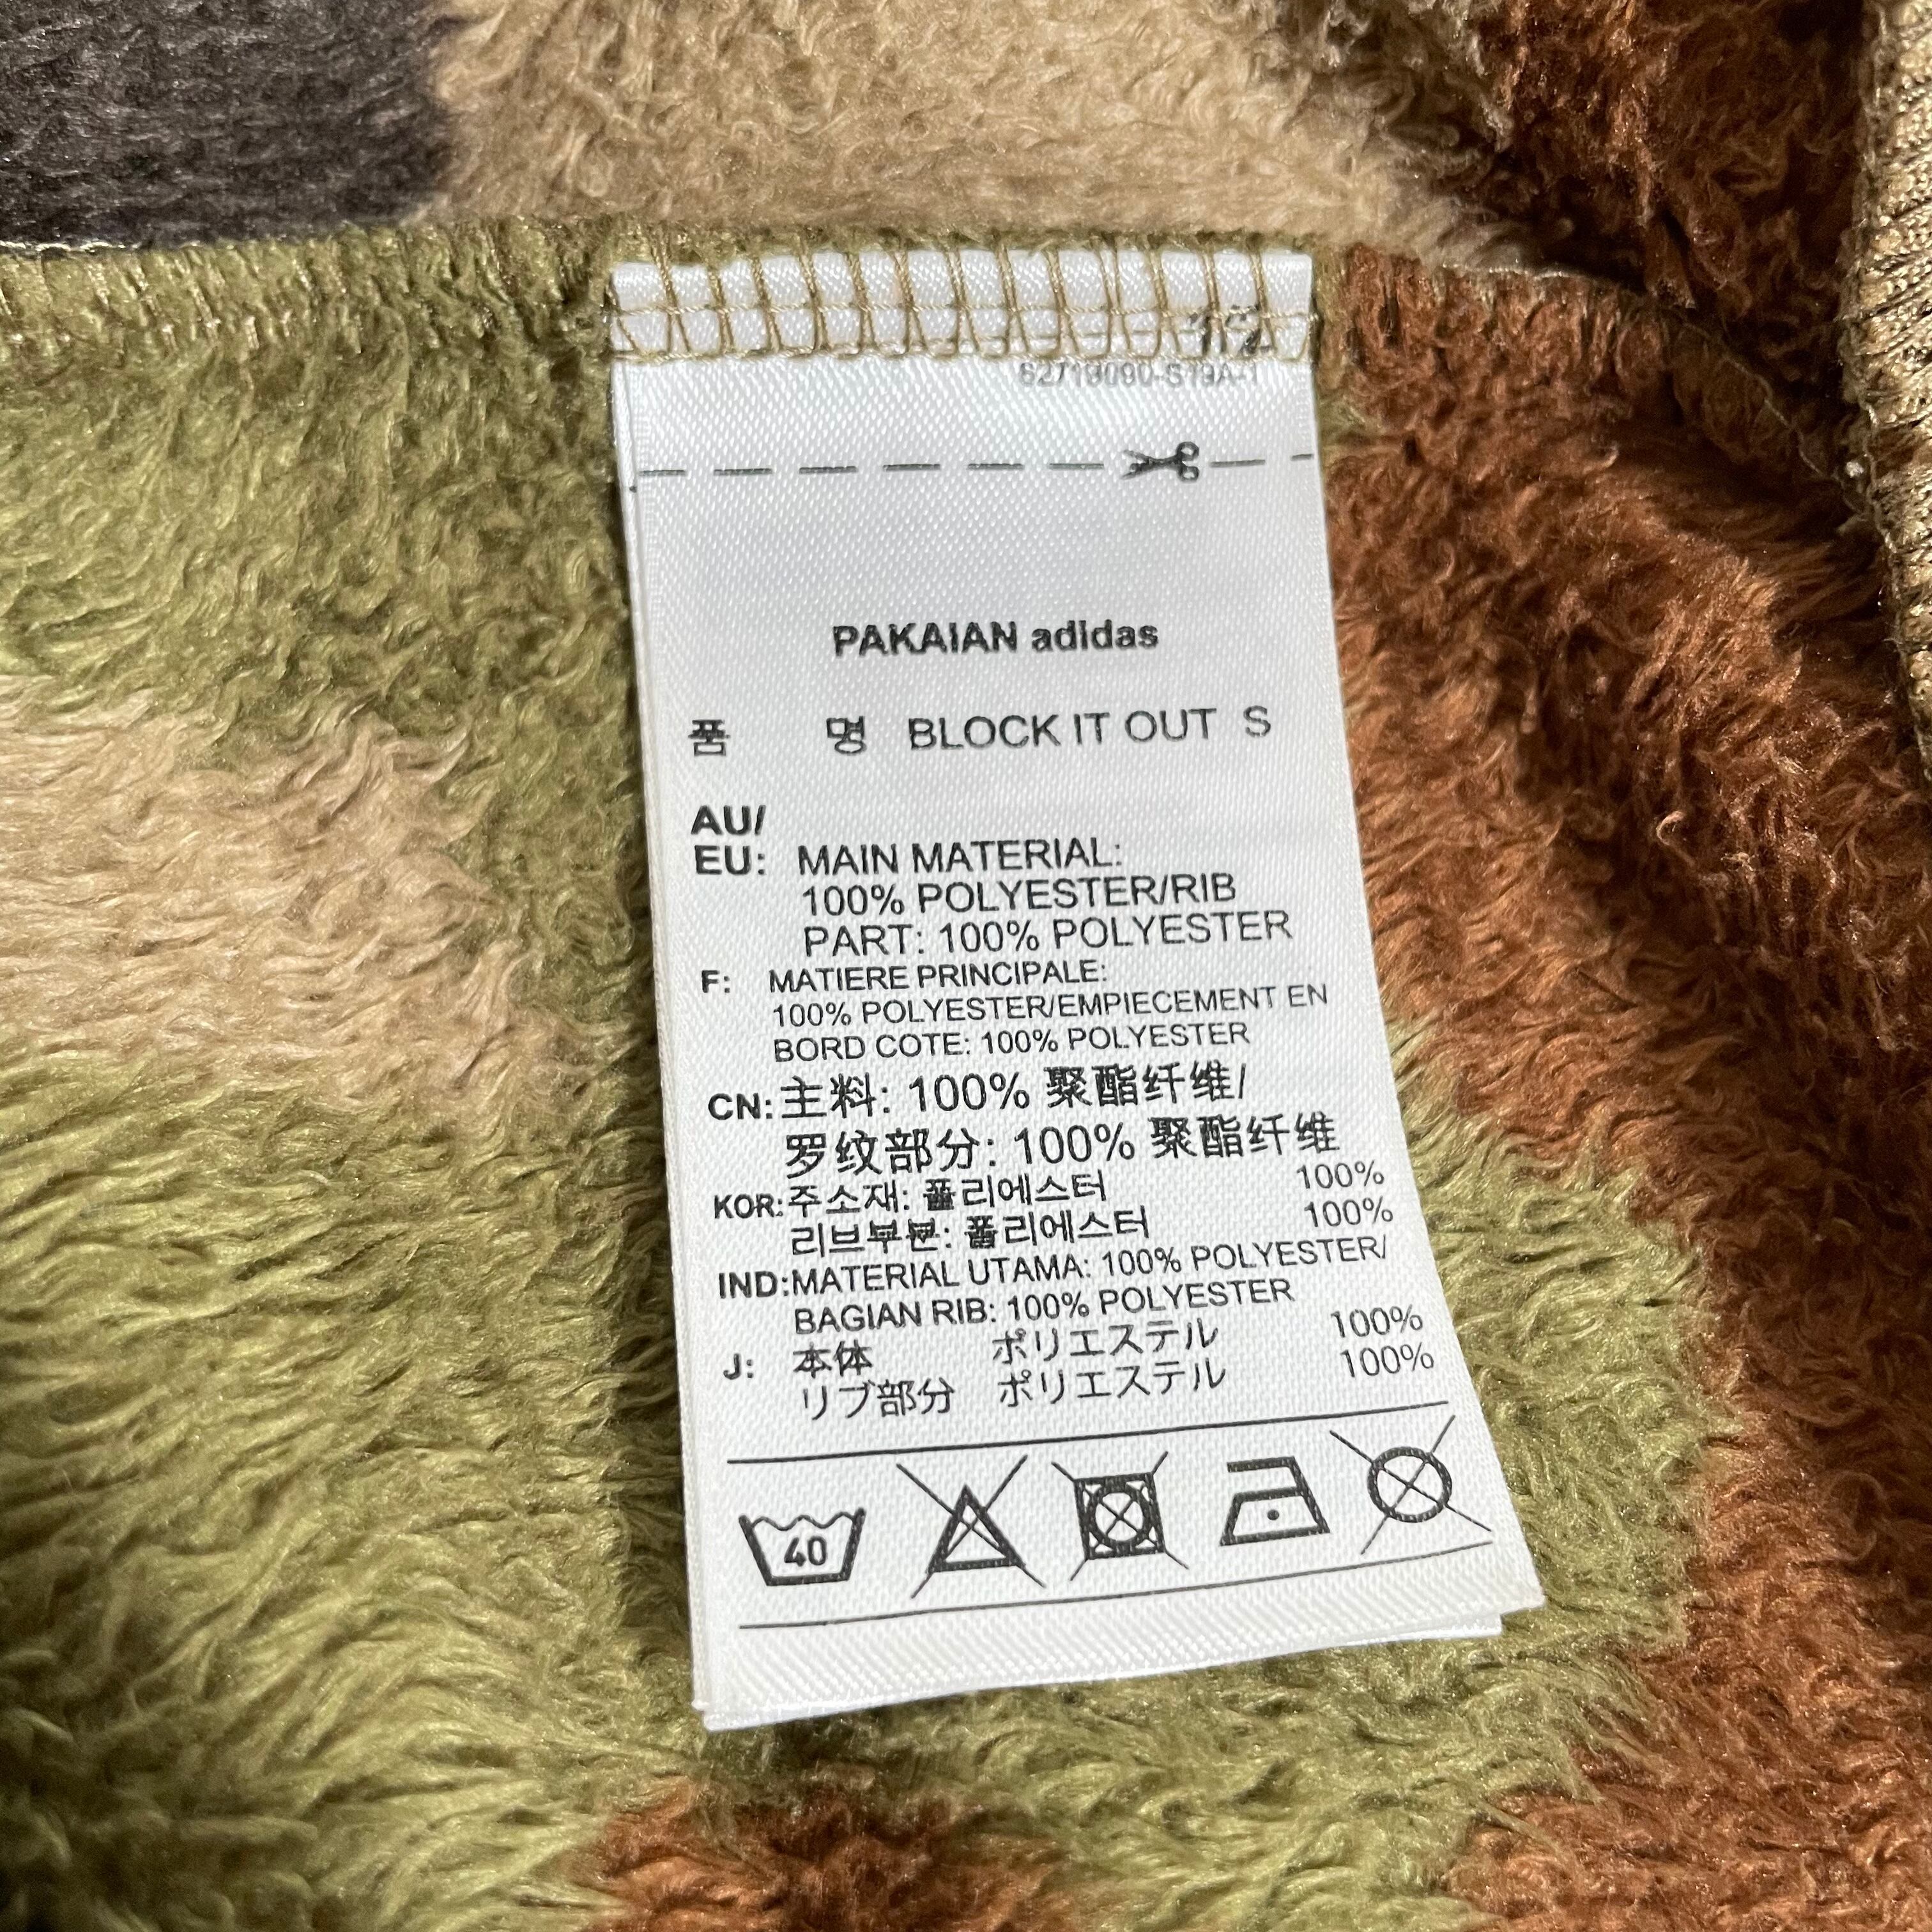 62719090-S19A-1
PAKAIAN adidas
품 명 BLOCK IT OUT S
AU/
EU: MAIN MATERIAL:
100% POLYESTER/RIB
PART: 100% POLYESTER
F: MATIERE PRINCIPALE:
100% POLYESTER/EMPIECEMENT EN
BORD COTE: 100% POLYESTER
CN: 主料: 100% 聚酯纤维/
罗纹部分: 100% 聚酯纤维
KOR: 주소재: 폴리에스터 100%
리브부분: 폴리에스터 100%
IND: MATERIAL UTAMA: 100% POLYESTER/
BAGIAN RIB: 100% POLYESTER
J: 本体 ポリエステル 100%
リブ部分 ポリエステル 100%
40